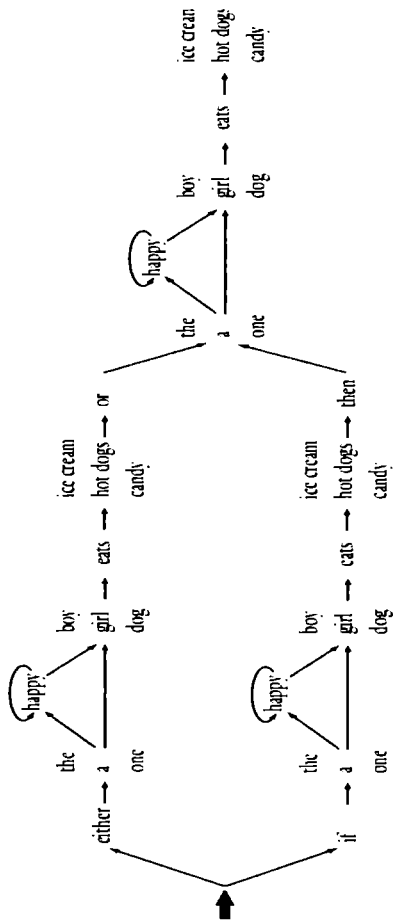 either
the
a
one
happy
boy
girl
dog
eats
ice cream
hot dogs
candy
or
if
the
a
one
happy
boy
girl
dog
eats
ice cream
hot dogs
candy
then
the
a
one
happy
boy
girl
dog
eats
ice cream
hot dogs
candy